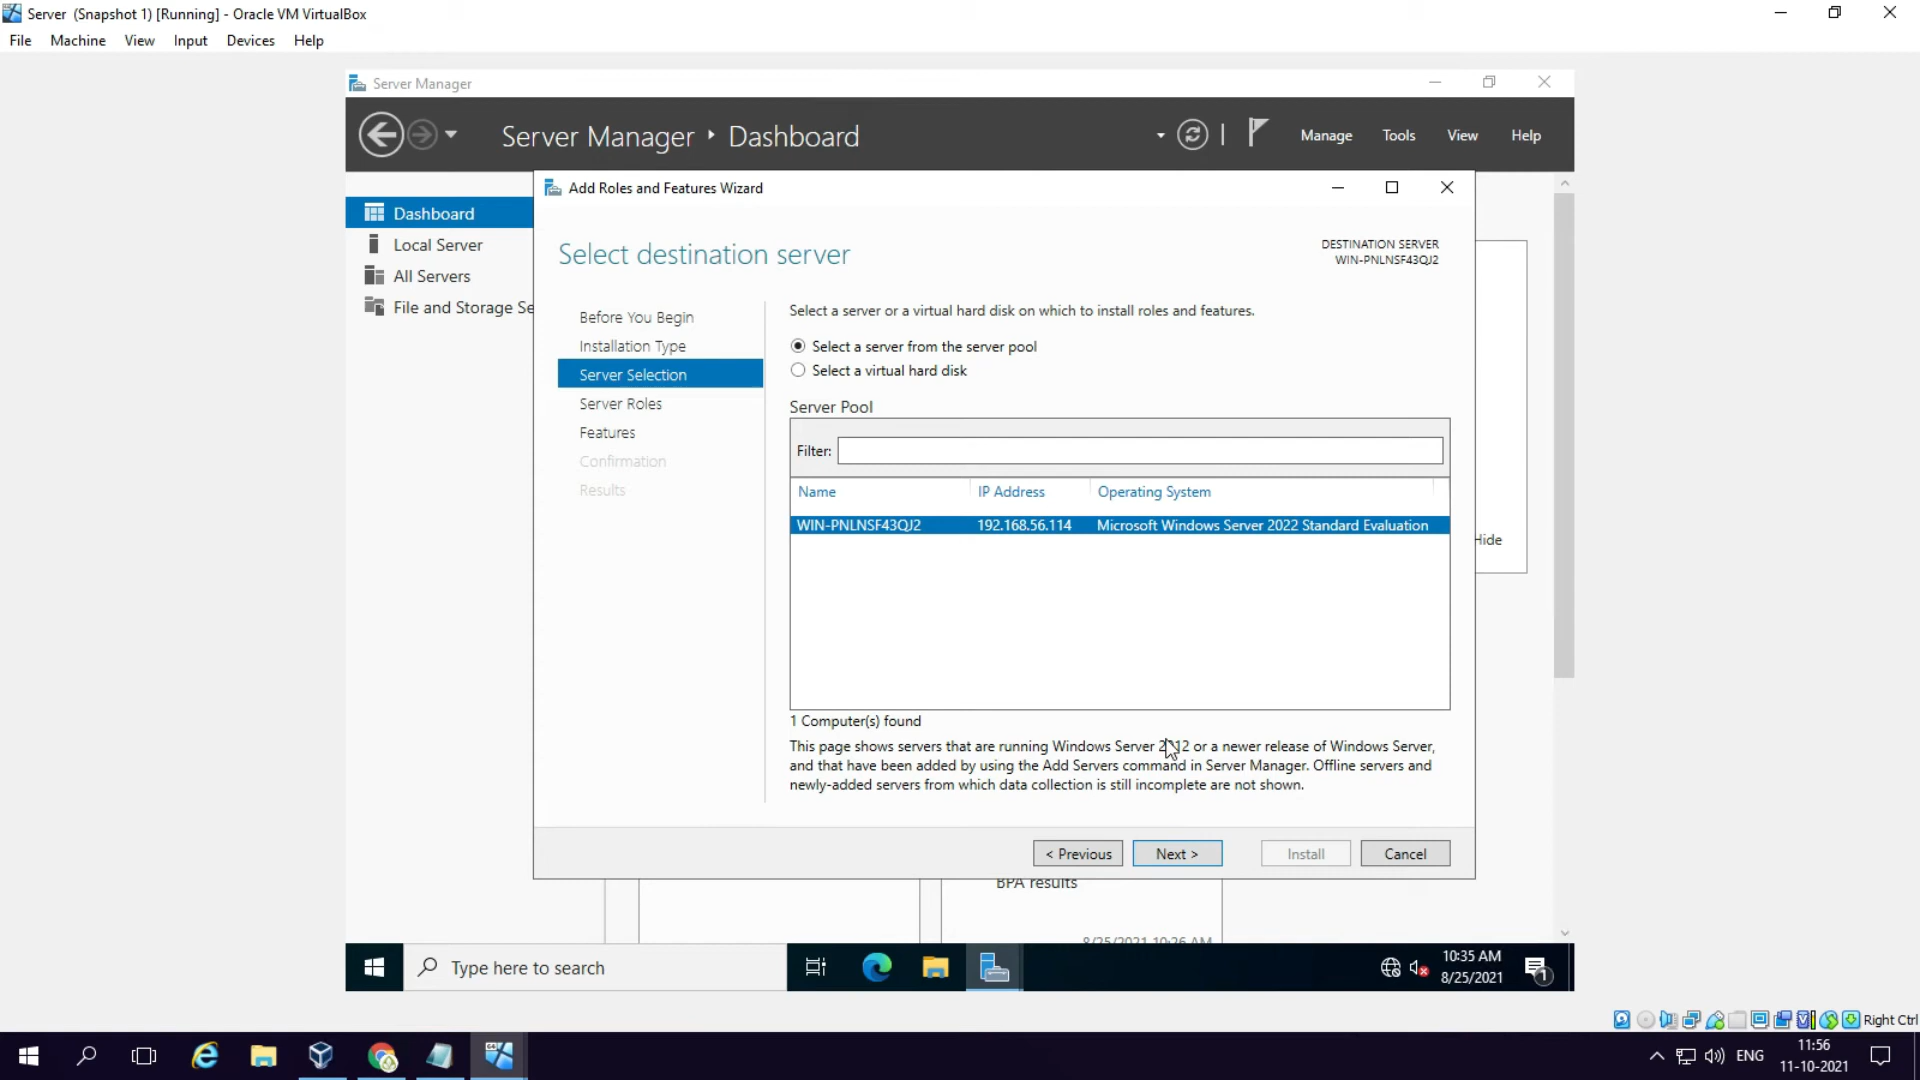 Server (Snapshot 1) [Running] - Oracle VM VirtualBox
File Machine View Input Devices Help
Server Manager
Server Manager • Dashboard
Manage Tools View Help
Dashboard
Local Server
All Servers
File and Storage Se
Add Roles and Features Wizard
Select destination server
DESTINATION SERVER
WIN-PNLNSF43QJ2
Before You Begin
Installation Type
Server Selection
Server Roles
Features
Confirmation
Results
Select a server or a virtual hard disk on which to install roles and features.
Select a server from the server pool
Select a virtual hard disk
Server Pool
Filter:
Name IP Address Operating System
WIN-PNLNSF43QJ2 192.168.56.114 Microsoft Windows Server 2022 Standard Evaluation
Hide
1 Computer(s) found
This page shows servers that are running Windows Server 2012 or a newer release of Windows Server,
and that have been added by using the Add Servers command in Server Manager. Offline servers and
newly-added servers from which data collection is still incomplete are not shown.
< Previous Next > Install Cancel
BPA results
8/25/2021 10:26 AM
Type here to search
10:35 AM
8/25/2021
1
Right Ctrl
ENG
11:56
11-10-2021